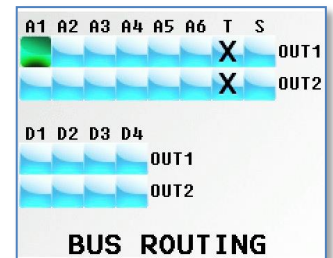 A1 A2 A3 A4 A5 A6 T S
X OUT1
X OUT2
D1 D2 D3 D4
OUT1
OUT2
BUS ROUTING